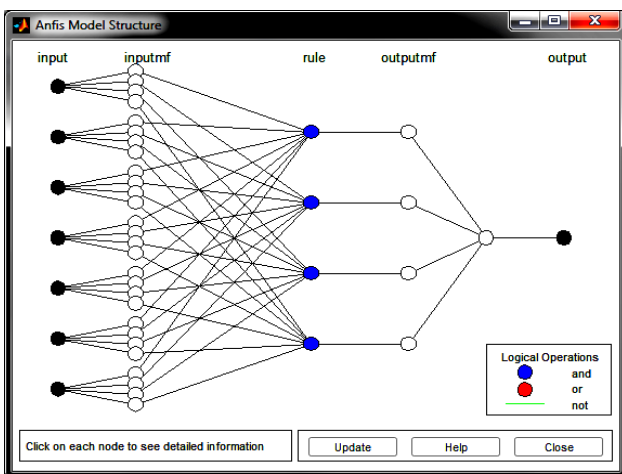 Anfis Model Structure
input inputmf rule outputmf output
Logical Operations
and
or
not
Click on each node to see detailed information
Update Help Close